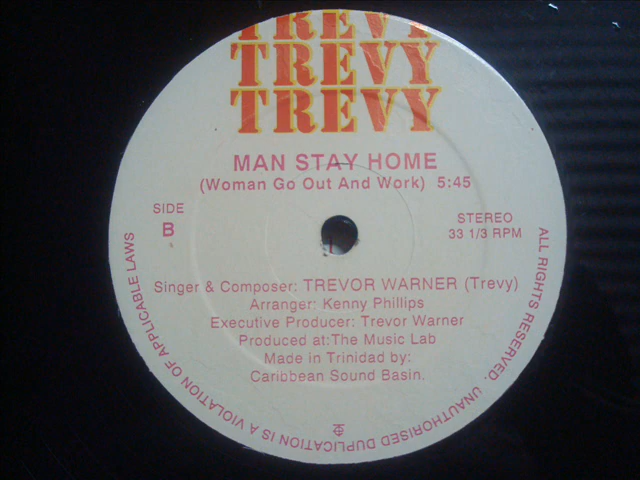 TREVY
TREVY
TREVY
MAN STAY HOME
(Woman Go Out And Work) 5:45
SIDE
B
STEREO
33 1/3 RPM
Singer & Composer: TREVOR WARNER (Trevy)
Arranger: Kenny Phillips
Executive Producer: Trevor Warner
Produced at:The Music Lab
Made in Trinidad by:
Caribbean Sound Basin.
ALL RIGHTS RESERVED. UNAUTHORISED DUPLICATION IS A VIOLATION OF APPLICABLE LAWS